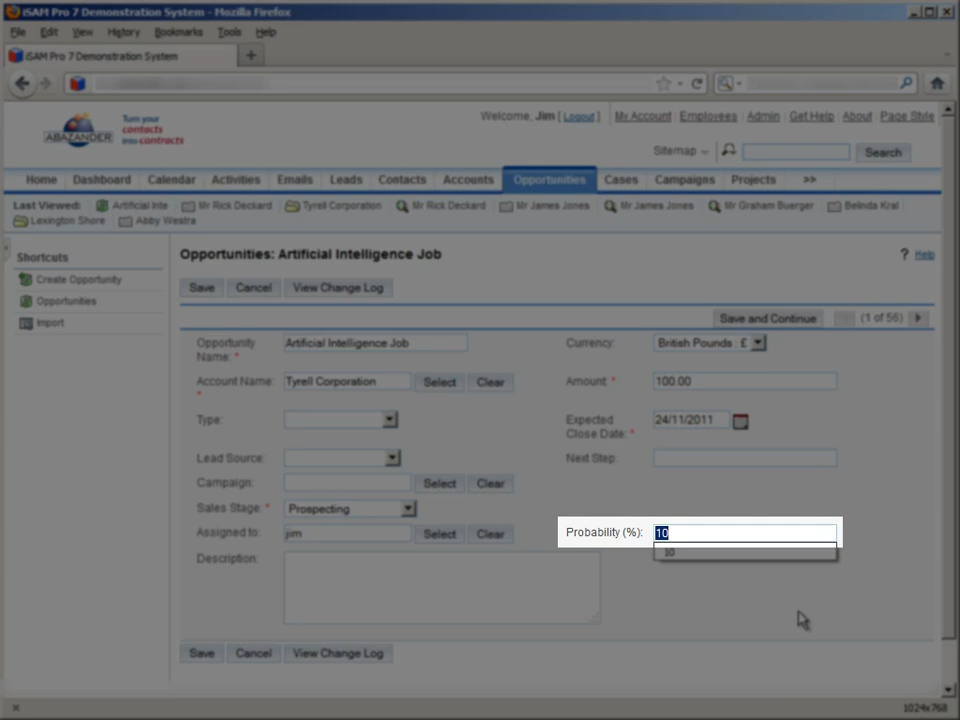 iSAM Pro 7 Demonstration System - Mozilla Firefox
File Edit View History Bookmarks Tools Help
iSAM Pro 7 Demonstration System
ABAZANDER
Turn your
contacts
into contracts
Welcome, Jim [ Logout ] My Account Employees Admin Get Help About Page Style
Sitemap Search
Home Dashboard Calendar Activities Emails Leads Contacts Accounts Opportunities Cases Campaigns Projects >>
Last Viewed: Artificial Inte Mr Rick Deckard Tyrell Corporation Mr Rick Deckard Mr James Jones Mr James Jones Mr Graham Buerger Belinda Kral
Lexington Shore Abby Westra
Shortcuts
Create Opportunity
Opportunities
Import
Opportunities: Artificial Intelligence Job
? Help
Save Cancel View Change Log
Save and Continue (1 of 56)
Opportunity Name: * Artificial Intelligence Job Currency: British Pounds : £
Account Name: * Tyrell Corporation Select Clear Amount: * 100.00
Type: Expected Close Date: * 24/11/2011
Lead Source: Next Step:
Campaign: Select Clear
Sales Stage: * Prospecting
Assigned to: jim Select Clear Probability (%): 10
10
Description:
Save Cancel View Change Log
x 1024x768